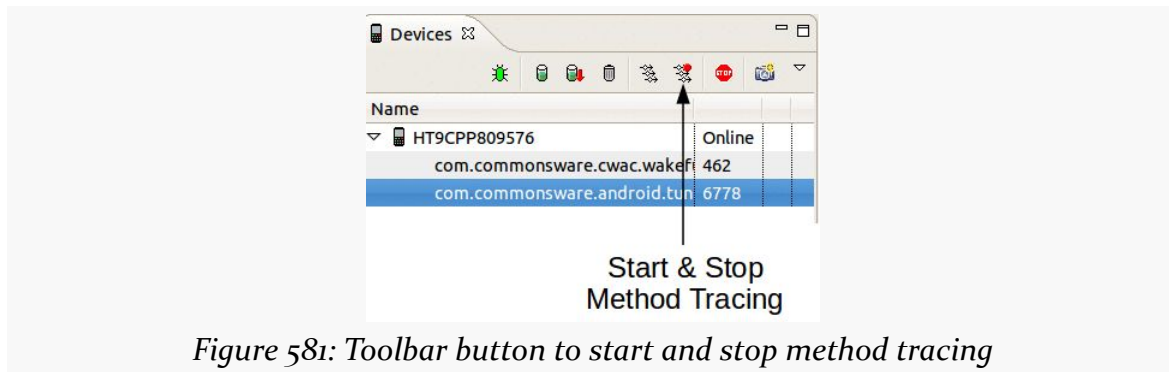 Devices
STOP
Name
HT9CPP809576 Online
com.commonsware.cwac.wakef 462
com.commonsware.android.tun 6778
Start & Stop
Method Tracing
Figure 581: Toolbar button to start and stop method tracing